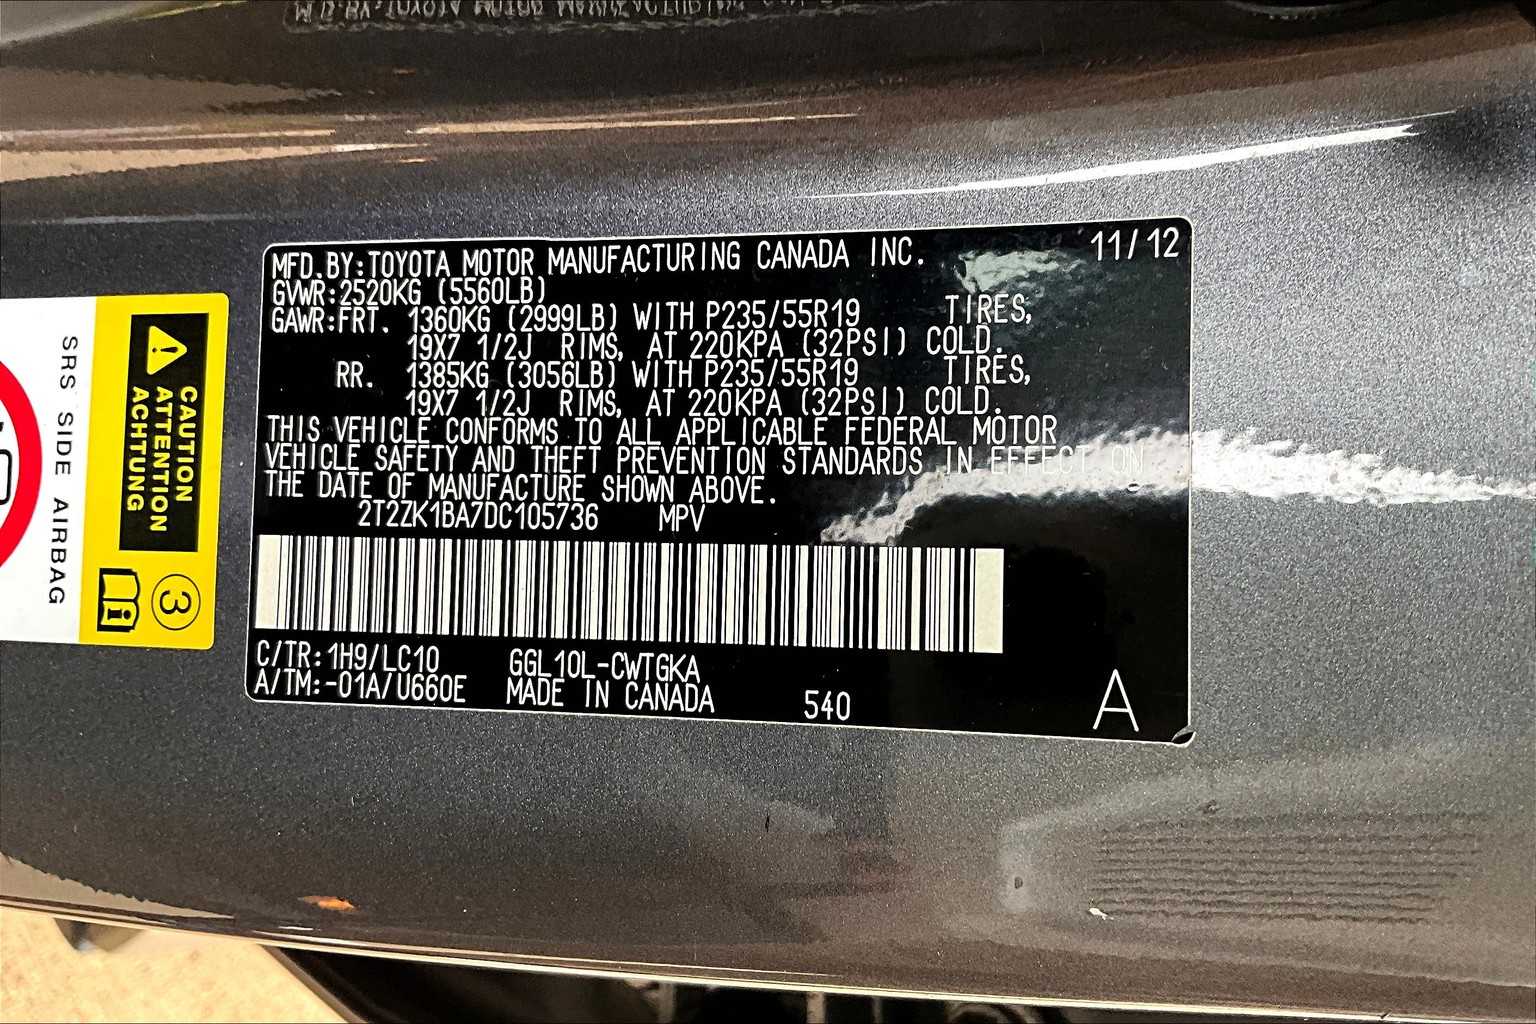 MFD.BY:TOYOTA MOTOR MANUFACTURING CANADA INC. 11/12
GVWR:2520KG (5560LB)
GAWR:FRT. 1360KG (2999LB) WITH P235/55R19 TIRES,
19X7 1/2J RIMS, AT 220KPA (32PSI) COLD.
RR. 1385KG (3056LB) WITH P235/55R19 TIRES,
19X7 1/2J RIMS, AT 220KPA (32PSI) COLD.
THIS VEHICLE CONFORMS TO ALL APPLICABLE FEDERAL MOTOR
VEHICLE SAFETY AND THEFT PREVENTION STANDARDS IN EFFECT ON
THE DATE OF MANUFACTURE SHOWN ABOVE.
2T2ZK1BA7DC105736 MPV
C/TR:1H9/LC10 GGL10L-CWTGKA
A/TM:-01A/U660E MADE IN CANADA 540 A
CAUTION
ATTENTION
ACHTUNG
3
i
SRS SIDE AIRBAG